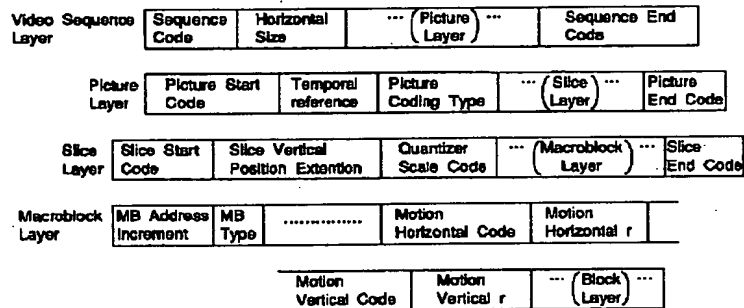 Video Sequence Layer
Sequence Code
Horizontal Size
... (Picture Layer) ...
Sequence End Code
Picture Layer
Picture Start Code
Temporal reference
Picture Coding Type
... (Slice Layer) ...
Picture End Code
Slice Layer
Slice Start Code
Slice Vertical Position Extention
Quantizer Scale Code
... (Macroblock Layer) ...
Slice End Code
Macroblock Layer
MB Address Increment
MB Type
...............
Motion Horizontal Code
Motion Horizontal r
Motion Vertical Code
Motion Vertical r
... (Block Layer) ...